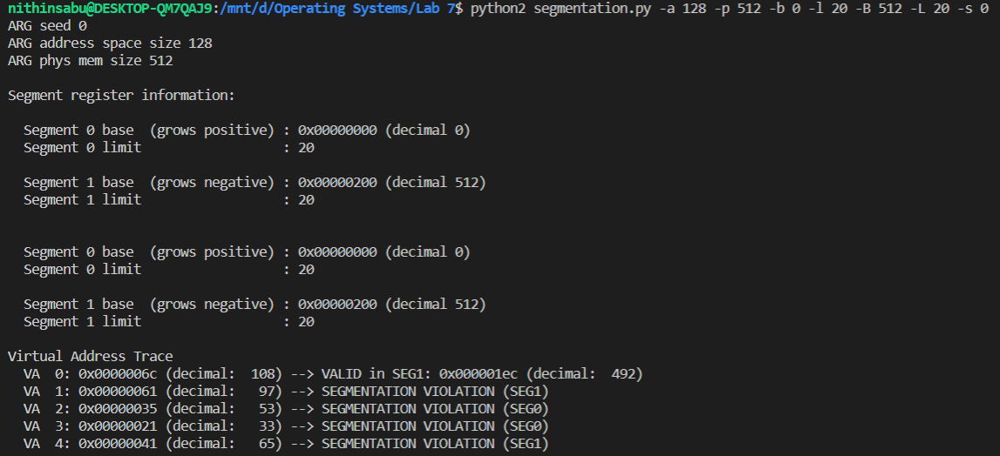 nithinsabu@DESKTOP-QM7QAJ9:/mnt/d/Operating Systems/Lab 7$ python2 segmentation.py -a 128 -p 512 -b 0 -l 20 -B 512 -L 20 -s 0
ARG seed 0
ARG address space size 128
ARG phys mem size 512
Segment register information:
Segment 0 base  (grows positive) : 0x00000000 (decimal 0)
Segment 0 limit                  : 20
Segment 1 base  (grows negative) : 0x00000200 (decimal 512)
Segment 1 limit                  : 20
Segment 0 base  (grows positive) : 0x00000000 (decimal 0)
Segment 0 limit                  : 20
Segment 1 base  (grows negative) : 0x00000200 (decimal 512)
Segment 1 limit                  : 20
Virtual Address Trace
VA  0: 0x0000006c (decimal:  108) --> VALID in SEG1: 0x000001ec (decimal:  492)
VA  1: 0x00000061 (decimal:   97) --> SEGMENTATION VIOLATION (SEG1)
VA  2: 0x00000035 (decimal:   53) --> SEGMENTATION VIOLATION (SEG0)
VA  3: 0x00000021 (decimal:   33) --> SEGMENTATION VIOLATION (SEG0)
VA  4: 0x00000041 (decimal:   65) --> SEGMENTATION VIOLATION (SEG1)